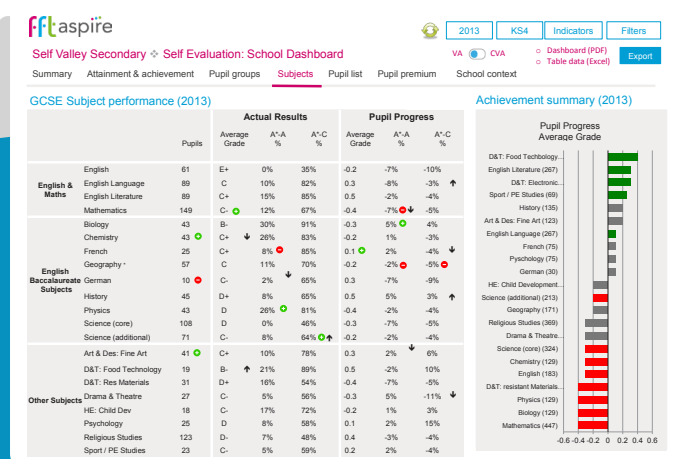 fft aspire
2013 KS4 Indicators Filters
Self Valley Secondary ❖ Self Evaluation: School Dashboard
VA CVA
○ Dashboard (PDF)
○ Table data (Excel)
Export
Summary Attainment & achievement Pupil groups Subjects Pupil list Pupil premium School context
GCSE Subject performance (2013)
Actual Results Pupil Progress
Pupils Average Grade A*-A % A*-C % Average Grade A*-A % A*-C %
English & Maths
English 61 E+ 0% 35% -0.2 -7% -10%
English Language 89 C 10% 82% 0.3 -8% -3%
English Literature 89 C+ 15% 85% 0.5 -2% -4%
Mathematics 149 C- 12% 67% -0.4 -7% -5%
English Baccalaureate Subjects
Biology 43 B- 30% 91% -0.3 5% 4%
Chemistry 43 C+ 26% 83% -0.2 1% -3%
French 25 C+ 8% 85% 0.1 2% -4%
Geography 57 C 11% 70% -0.2 -2% -5%
German 10 C- 2% 65% 0.3 -7% -9%
History 45 D+ 8% 65% 0.5 5% 3%
Physics 43 D 26% 81% -0.4 -2% -4%
Science (core) 108 D 0% 46% -0.3 -7% -5%
Science (additional) 71 C- 8% 64% -0.2 -2% -4%
Other Subjects
Art & Des: Fine Art 41 C+ 10% 78% 0.3 2% 6%
D&T: Food Technology 19 B- 21% 89% 0.5 -2% 10%
D&T: Res Materials 31 D+ 16% 54% -0.4 -7% -5%
Drama & Theatre 27 C- 5% 56% -0.3 5% -11%
HE: Child Dev 18 C- 17% 72% -0.2 1% 3%
Psychology 25 D 8% 58% 0.1 2% 15%
Religious Studies 123 D- 7% 48% 0.4 -3% -4%
Sport / PE Studies 23 C- 5% 59% 0.2 2% -4%
Achievement summary (2013)
Pupil Progress
Average Grade
D&T: Food Techbology...
English Literature (267)
D&T: Electronic...
Sport / PE Studies (69)
History (135)
Art & Des: Fine Art (123)
English Language (267)
French (75)
Pyschology (75)
German (30)
HE: Child Development...
Science (additional) (213)
Geography (171)
Religious Studies (369)
Drama & Theatre...
Science (core) (324)
Chemistry (129)
English (183)
D&T: resistant Materials...
Physics (129)
Biology (129)
Mathematics (447)
-0.6 -0.4 -0.2 0 0.2 0.4 0.6